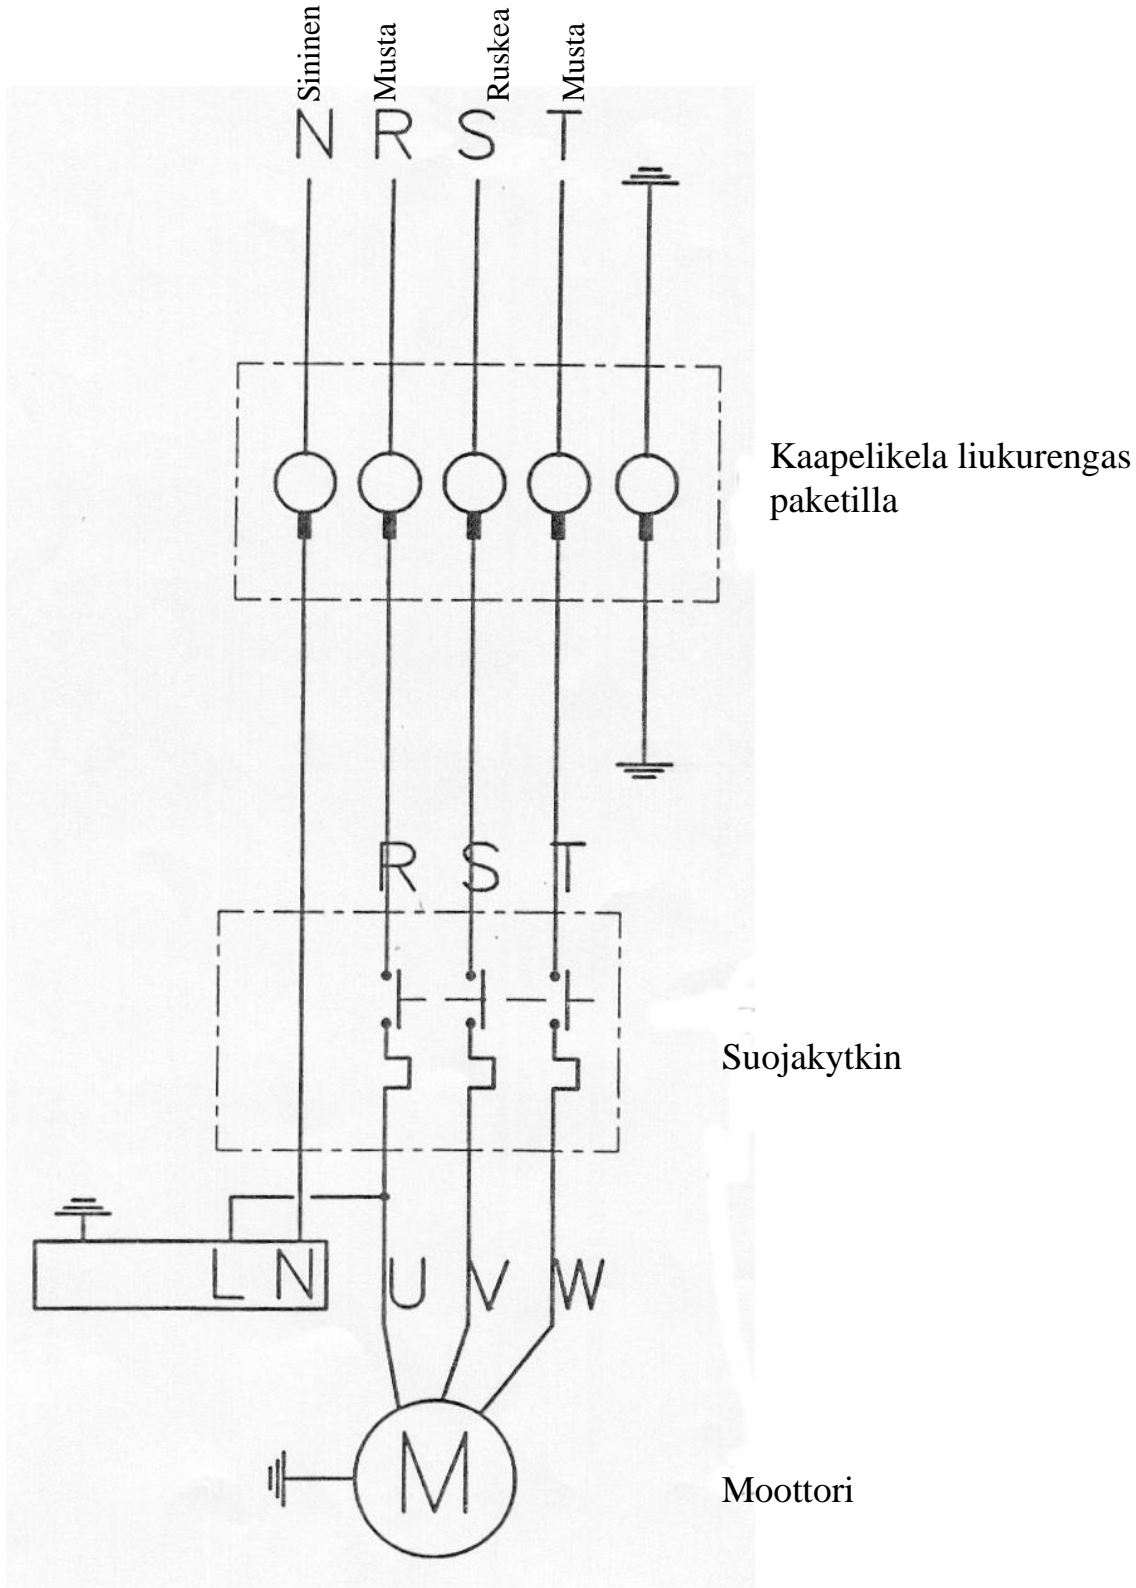 Sininen
Musta
Ruskea
Musta
N R S T
Kaapelikela liukurengas
paketilla
R S T
Suojakytkin
L N U V W
M
Moottori